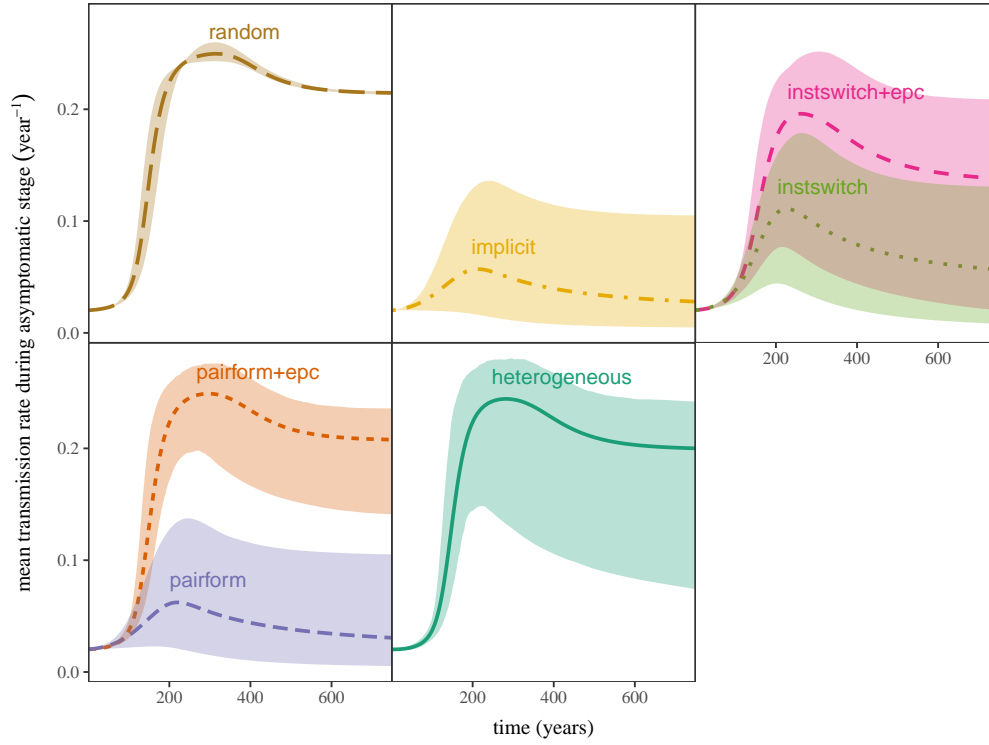 random
implicit
instswitch+epc
instswitch
0.2
0.1
0.0
200 400 600
pairform+epc
heterogeneous
pairform
0.2
0.1
0.0
200 400 600
200 400 600
time (years)
mean transmission rate during asymptomatic stage (year⁻¹)